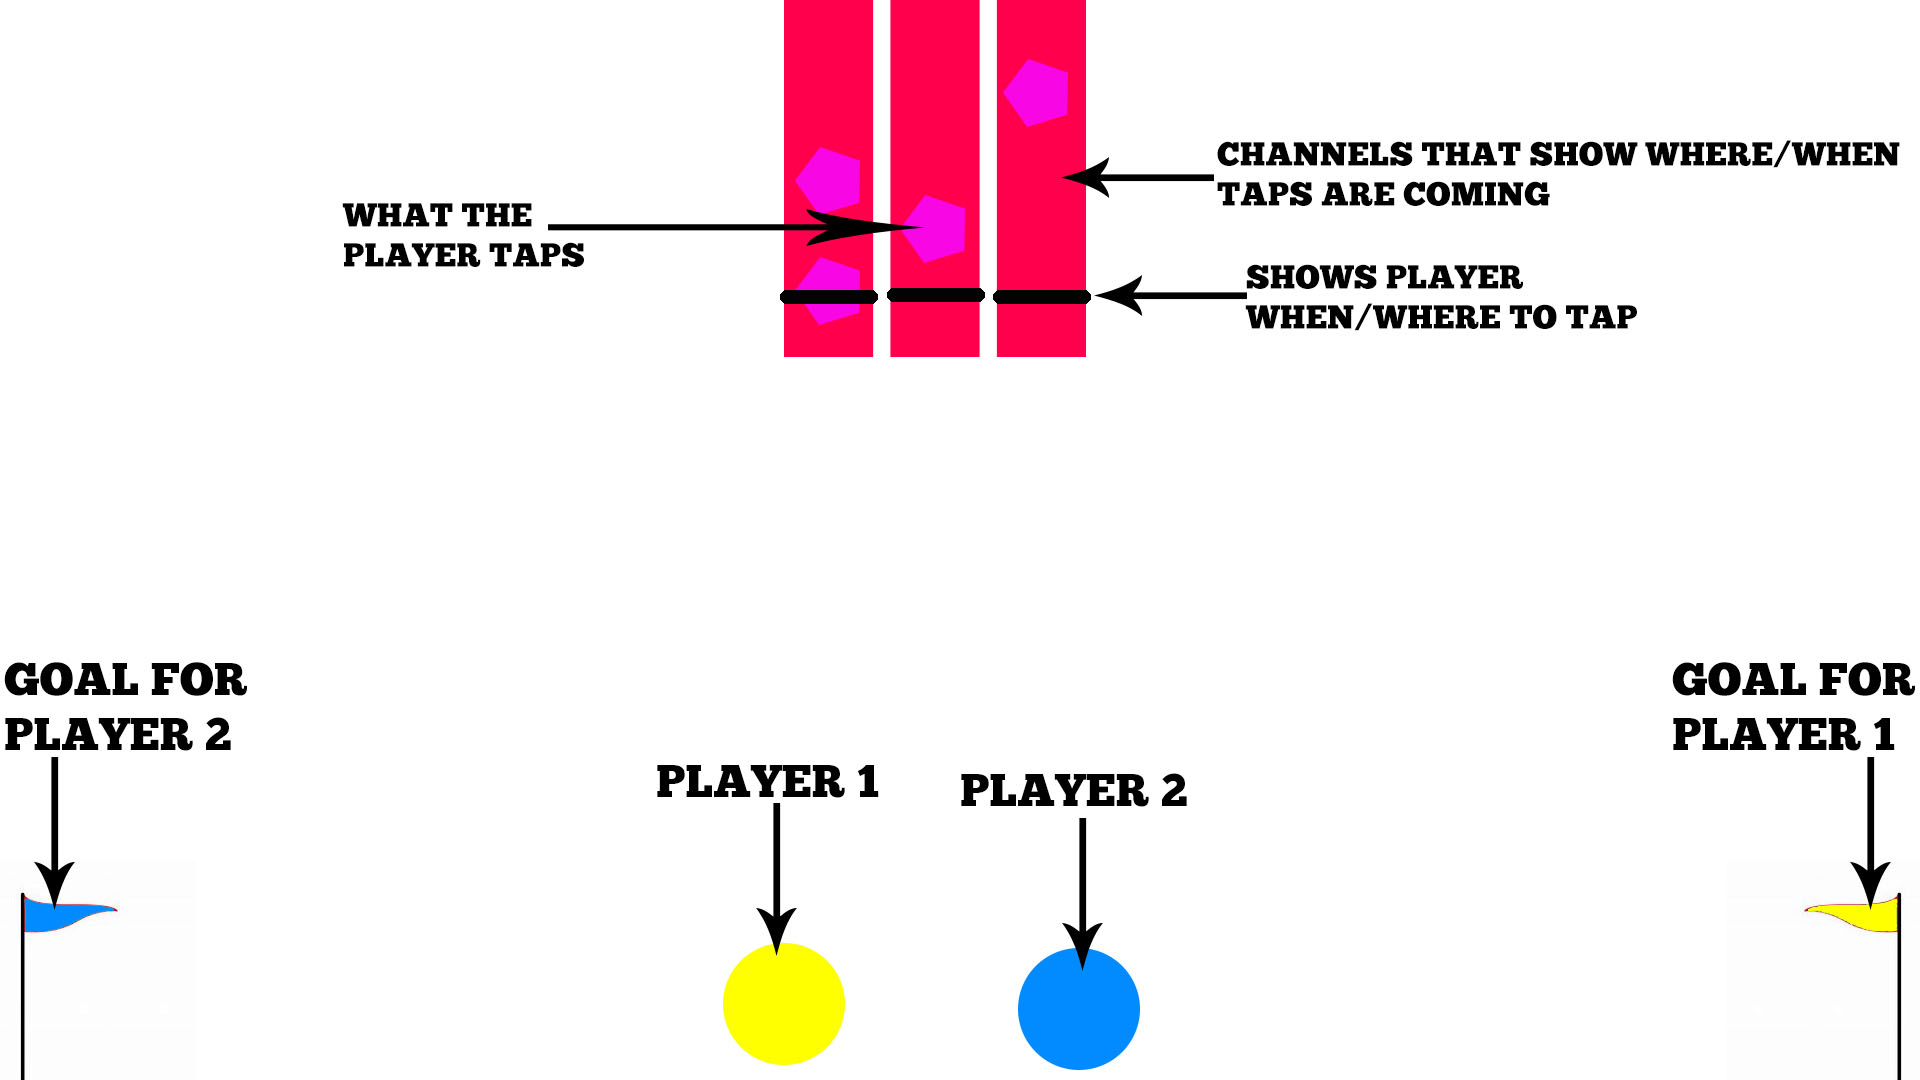 CHANNELS THAT SHOW WHERE/WHEN
TAPS ARE COMING
WHAT THE
PLAYER TAPS
SHOWS PLAYER
WHEN/WHERE TO TAP
GOAL FOR
PLAYER 2
GOAL FOR
PLAYER 1
PLAYER 1
PLAYER 2